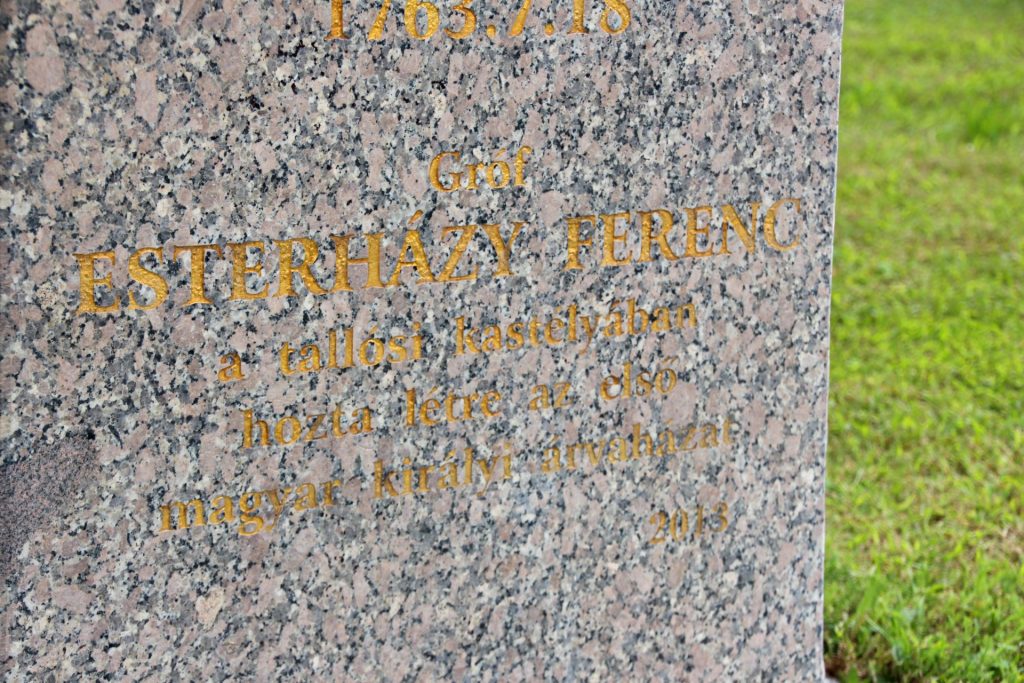 1763.7.18
Gróf
ESTERHÁZY FERENC
a tallósi kastélyában
hozta létre az első
magyar királyi árvaházat
2013